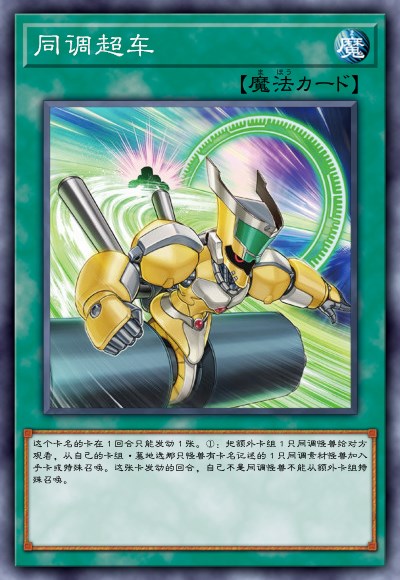 同调超车
魔
【魔法カード】
ま ほう
这个卡名的卡在1回合只能发动1张。①：把额外卡组1只同调怪兽给对方
观看，从自己的卡组·墓地选那只怪兽有卡名记述的1只同调素材怪兽加入
手卡或特殊召唤。这张卡发动的回合，自己不是同调怪兽不能从额外卡组特
殊召唤。